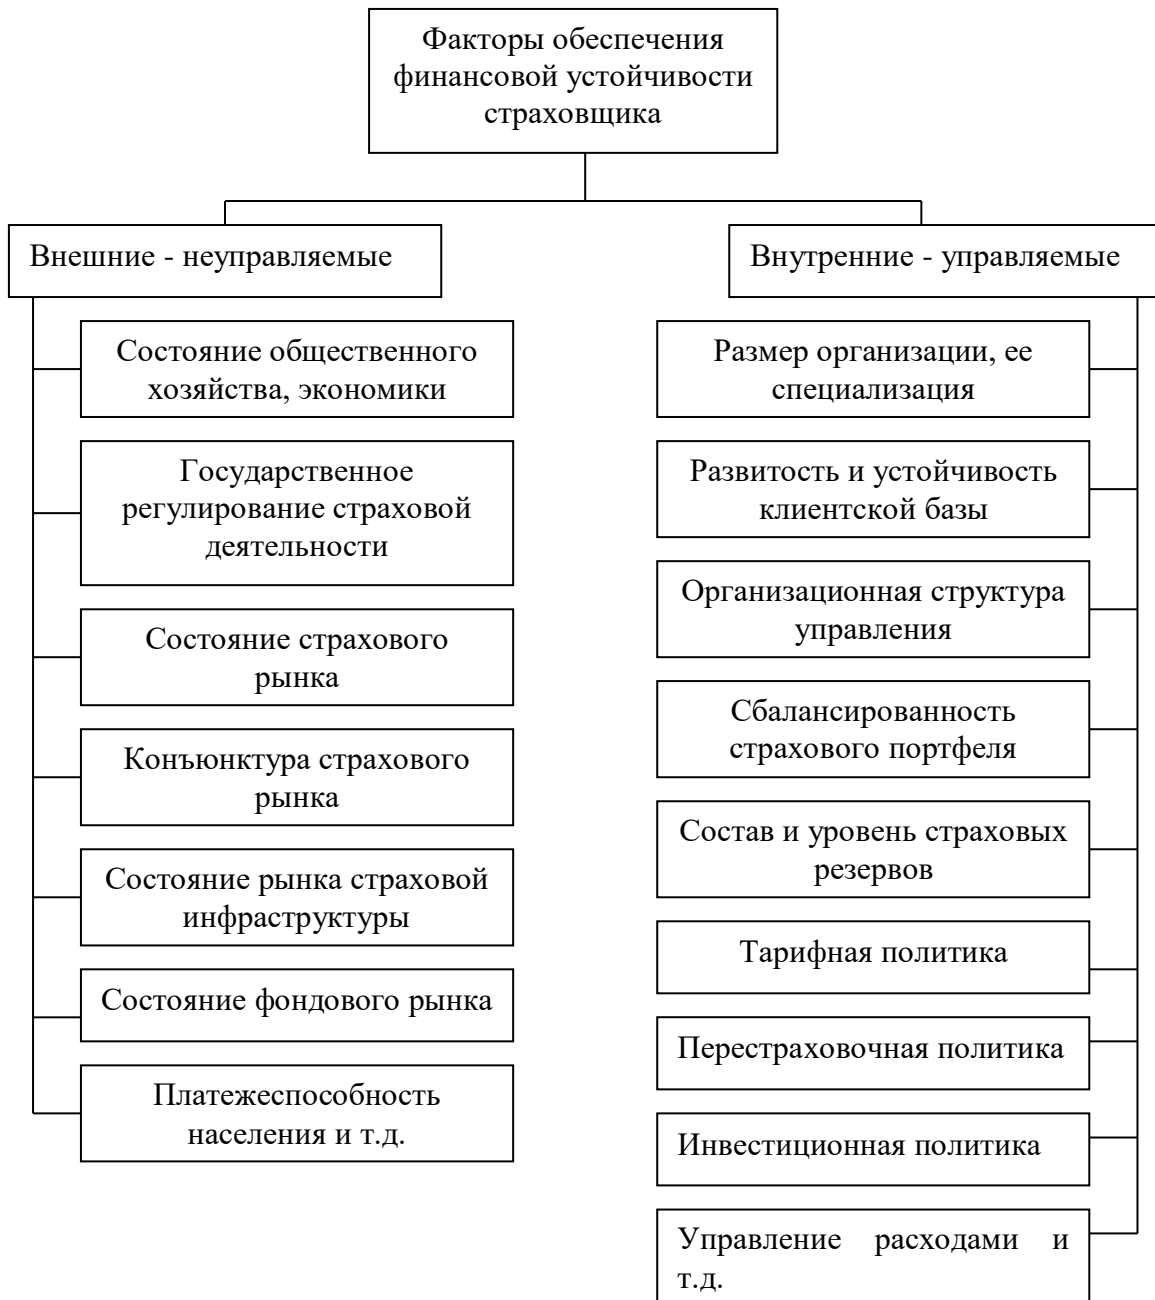 Факторы обеспечения
финансовой устойчивости
страховщика
Внешние - неуправляемые
Состояние общественного
хозяйства, экономики
Государственное
регулирование страховой
деятельности
Состояние страхового
рынка
Конъюнктура страхового
рынка
Состояние рынка страховой
инфраструктуры
Состояние фондового рынка
Платежеспособность
населения и т.д.
Внутренние - управляемые
Размер организации, ее
специализация
Развитость и устойчивость
клиентской базы
Организационная структура
управления
Сбалансированность
страхового портфеля
Состав и уровень страховых
резервов
Тарифная политика
Перестраховочная политика
Инвестиционная политика
Управление расходами и
т.д.